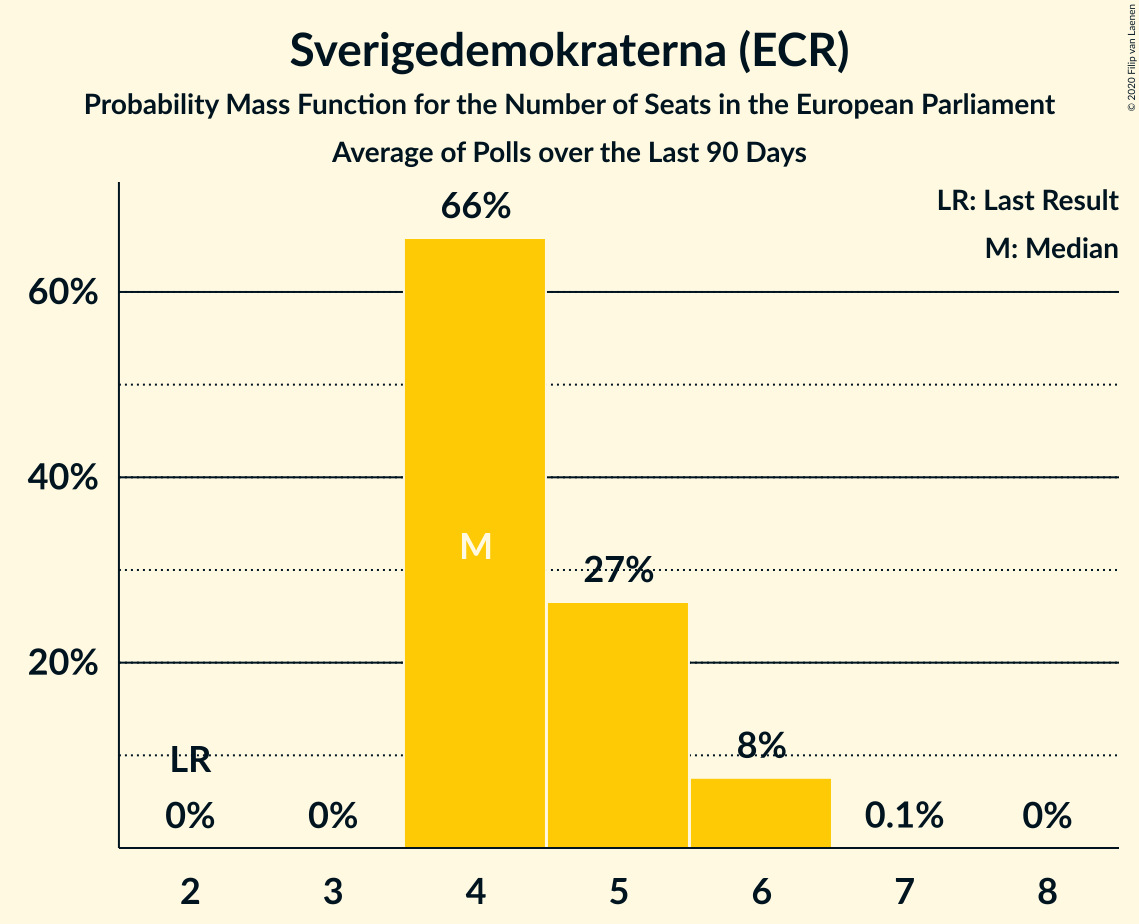 Sverigedemokraterna (ECR)
Probability Mass Function for the Number of Seats in the European Parliament
Average of Polls over the Last 90 Days
© 2020 Filip van Laenen
LR: Last Result
M: Median
66%
60%
40%
M
27%
20%
8%
LR
0%
0%
0.1%
0%
2
3
4
5
6
7
8